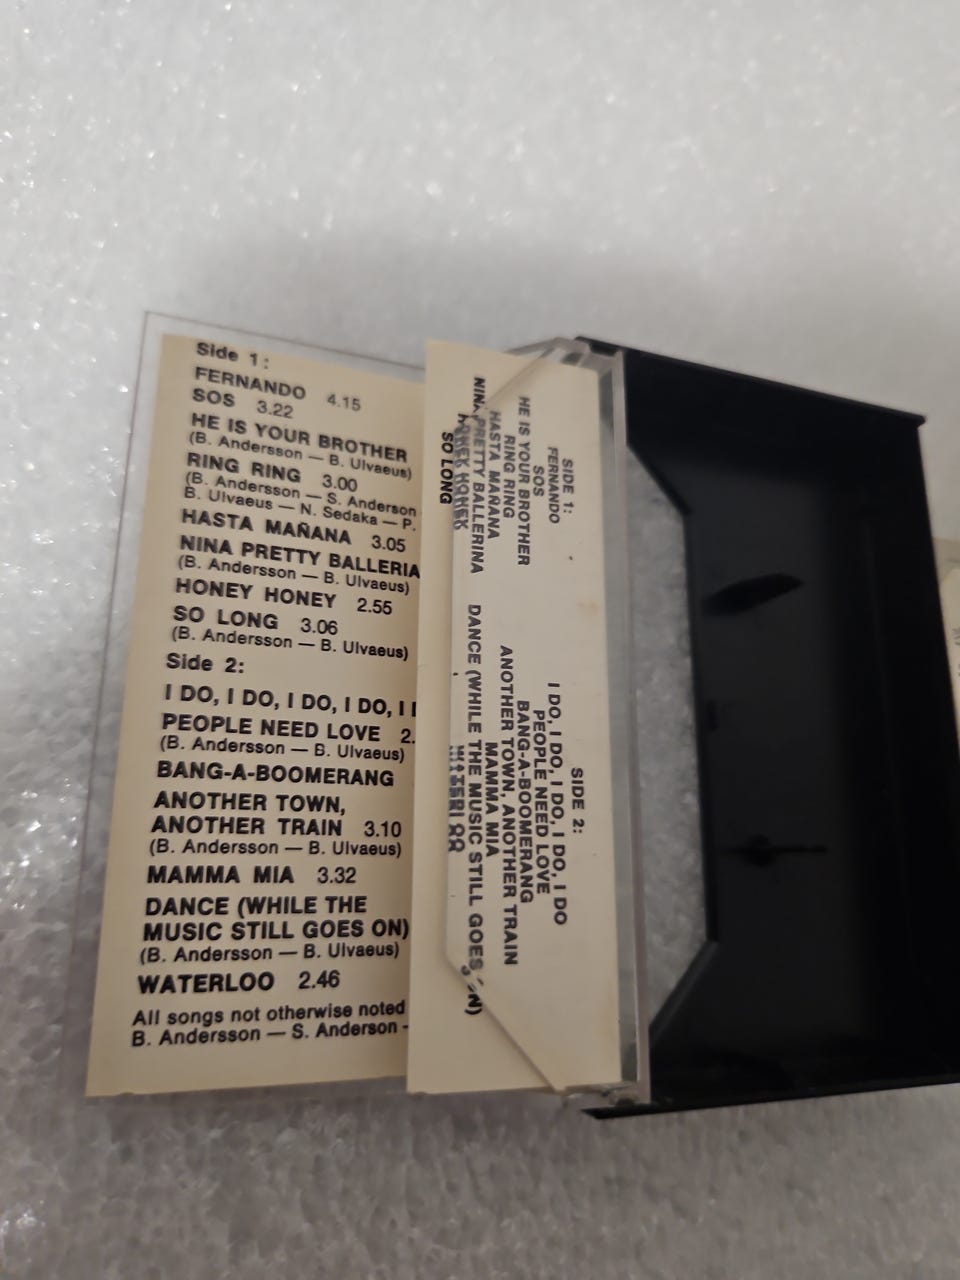 Side 1:
FERNANDO 4.15
SOS 3.22
HE IS YOUR BROTHER
(B. Andersson — B. Ulvaeus)
RING RING 3.00
(B. Andersson — S. Anderson
B. Ulvaeus — N. Sedaka — P.
HASTA MAÑANA 3.05
NINA PRETTY BALLERIA
(B. Andersson — B. Ulvaeus)
HONEY HONEY 2.55
SO LONG 3.06
(B. Andersson — B. Ulvaeus)
Side 2:
I DO, I DO, I DO, I DO, I
PEOPLE NEED LOVE 2.
(B. Andersson — B. Ulvaeus)
BANG-A-BOOMERANG
ANOTHER TOWN,
ANOTHER TRAIN 3.10
(B. Andersson — B. Ulvaeus)
MAMMA MIA 3.32
DANCE (WHILE THE
MUSIC STILL GOES ON)
(B. Andersson — B. Ulvaeus)
WATERLOO 2.46
All songs not otherwise noted
B. Andersson — S. Anderson -
SIDE 1:
FERNANDO
SOS
HE IS YOUR BROTHER
RING RING
HASTA MAÑANA
NINA PRETTY BALLERINA
HONEY HONEY
SO LONG
SIDE 2:
I DO, I DO, I DO, I DO, I DO
PEOPLE NEED LOVE
BANG-A-BOOMERANG
ANOTHER TOWN, ANOTHER TRAIN
MAMMA MIA
DANCE (WHILE THE MUSIC STILL GOES ON)
WATERLOO